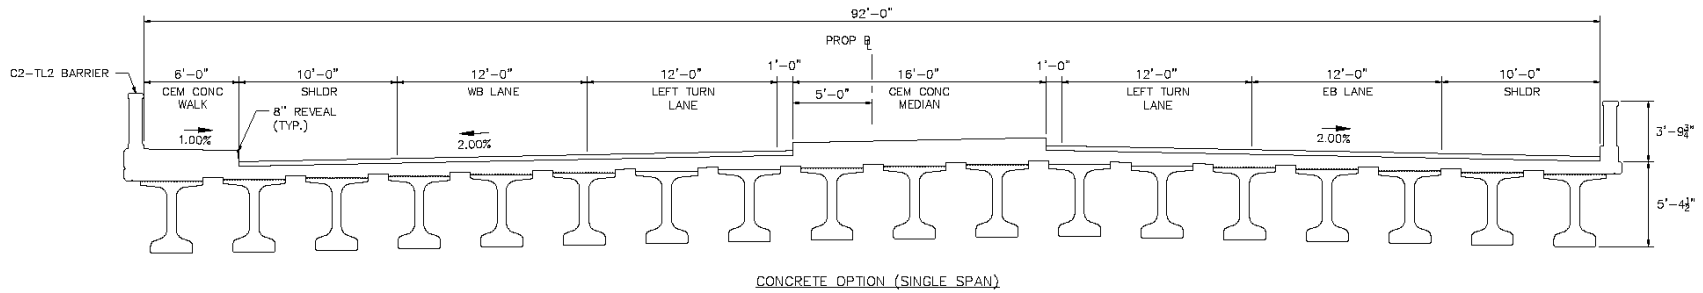 92'-0"
PROP ⅊
C2-TL2 BARRIER
6'-0"
CEM CONC
WALK
10'-0"
SHLDR
12'-0"
WB LANE
12'-0"
LEFT TURN
LANE
1'-0"
16'-0"
CEM CONC
MEDIAN
5'-0"
1'-0"
12'-0"
LEFT TURN
LANE
12'-0"
EB LANE
10'-0"
SHLDR
8" REVEAL
(TYP.)
1.00%
2.00%
2.00%
3'-9¾"
5'-4½"
CONCRETE OPTION (SINGLE SPAN)